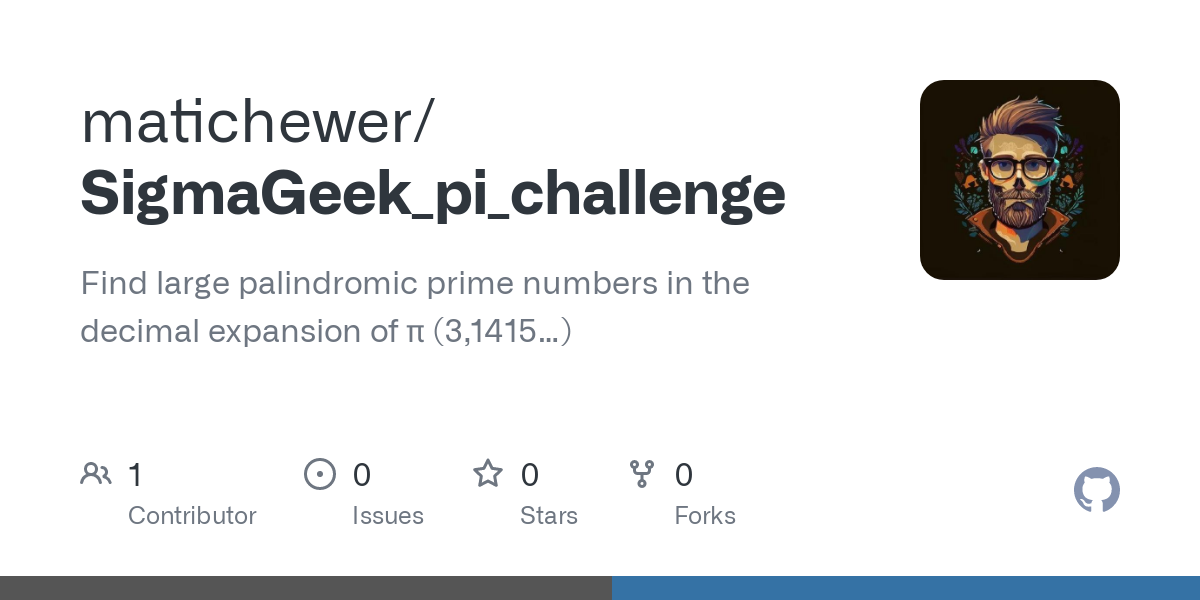 matichewer/
SigmaGeek_pi_challenge
Find large palindromic prime numbers in the
decimal expansion of π (3,1415...)
1
Contributor
0
Issues
0
Stars
0
Forks